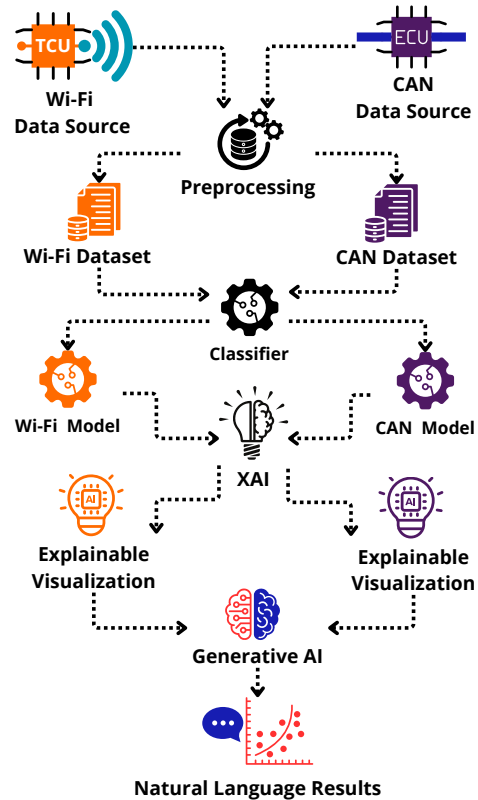 TCU
ECU
Wi-Fi
Data Source
CAN
Data Source
Preprocessing
Wi-Fi Dataset
CAN Dataset
Classifier
Wi-Fi Model
CAN Model
XAI
AI
AI
Explainable
Visualization
Explainable
Visualization
Generative AI
Natural Language Results